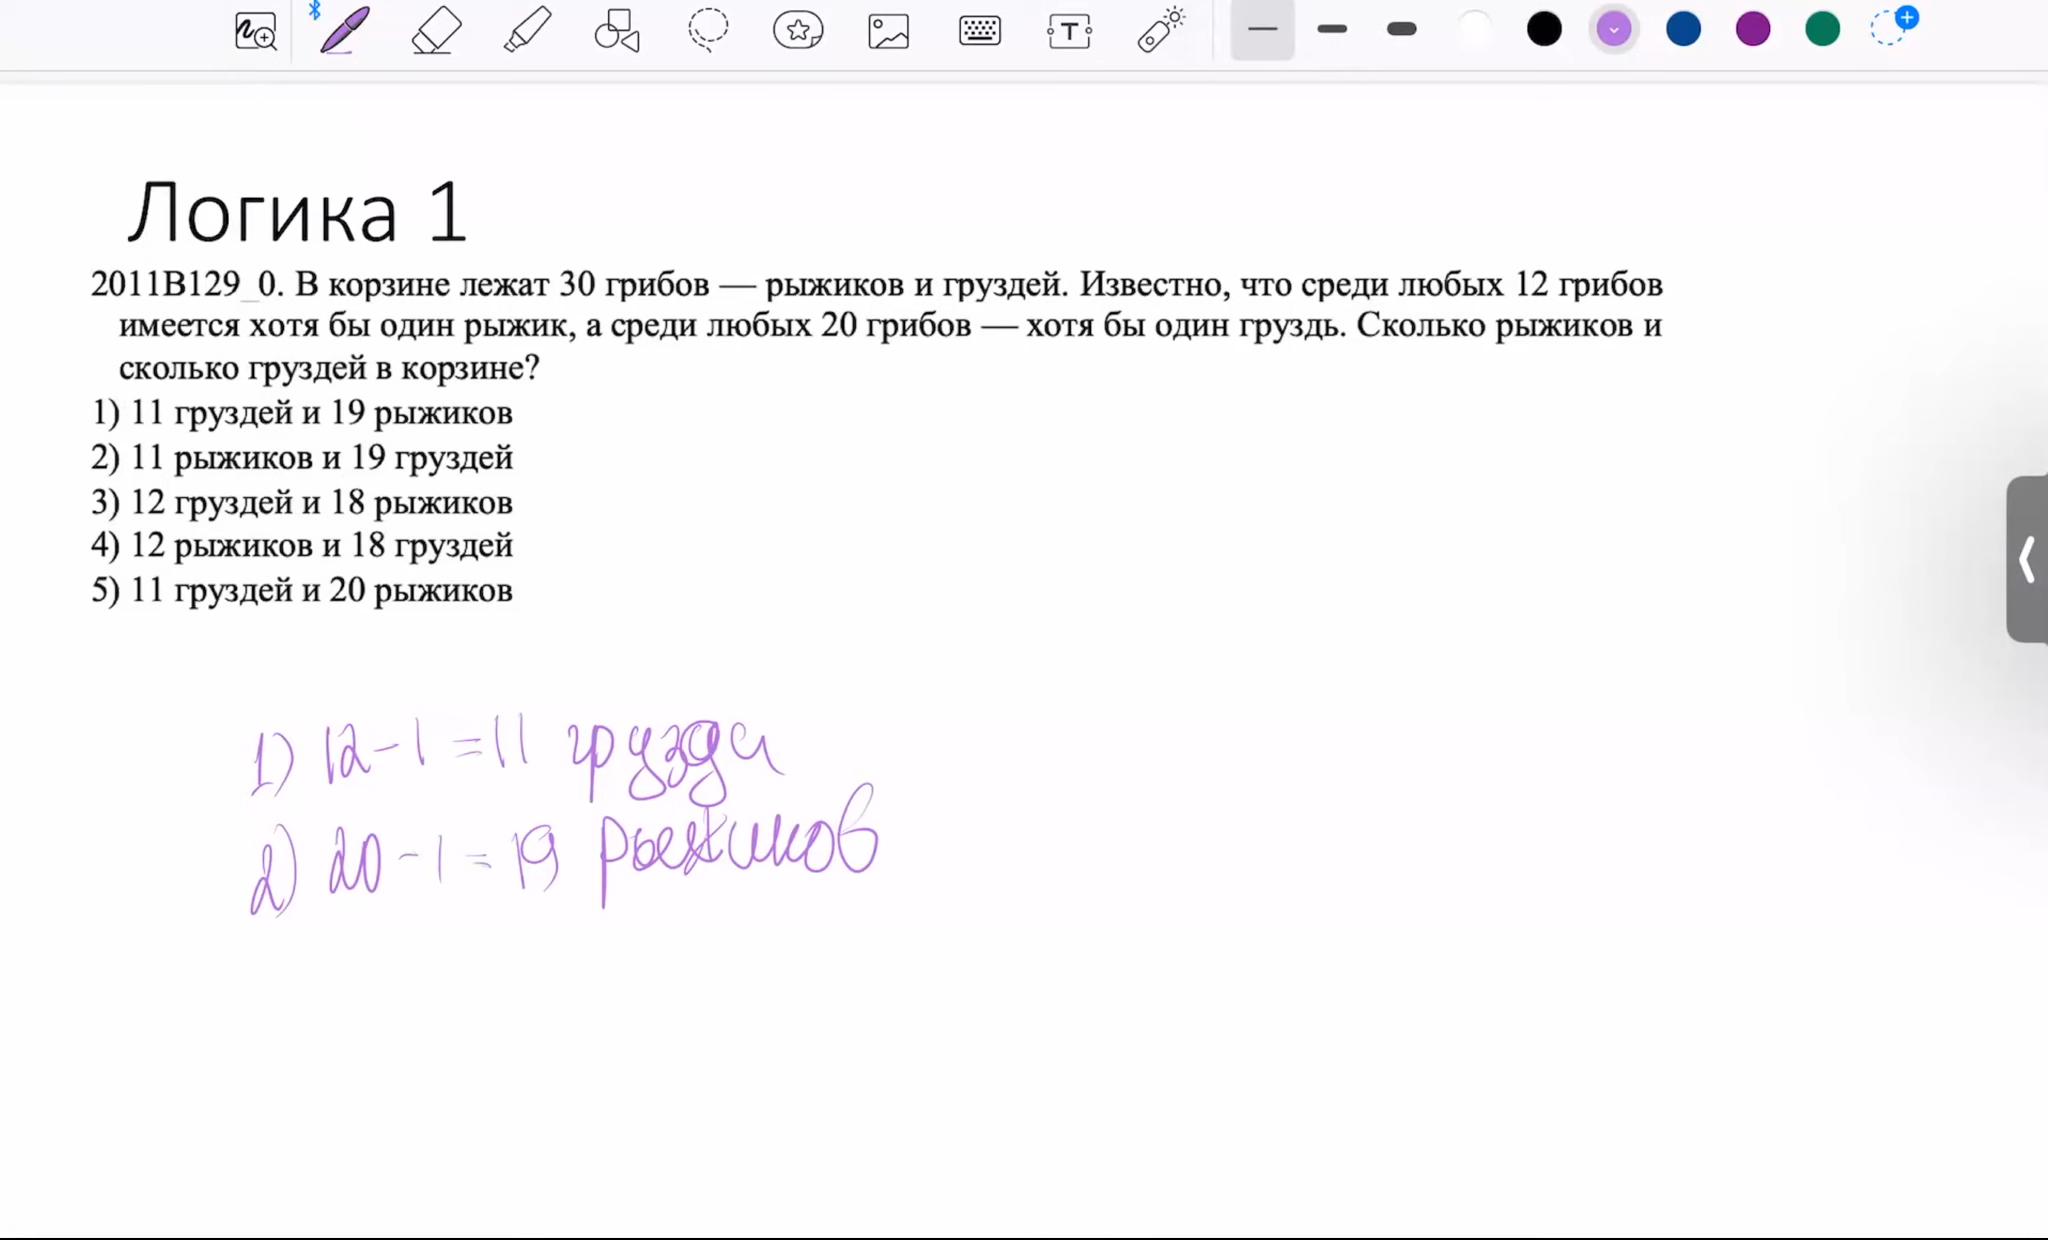 Логика 1
2011В129_0. В корзине лежат 30 грибов — рыжиков и груздей. Известно, что среди любых 12 грибов
имеется хотя бы один рыжик, а среди любых 20 грибов — хотя бы один груздь. Сколько рыжиков и
сколько груздей в корзине?
1) 11 груздей и 19 рыжиков
2) 11 рыжиков и 19 груздей
3) 12 груздей и 18 рыжиков
4) 12 рыжиков и 18 груздей
5) 11 груздей и 20 рыжиков
1) 12-1=11 грузди
2) 20-1=19 рыжиков